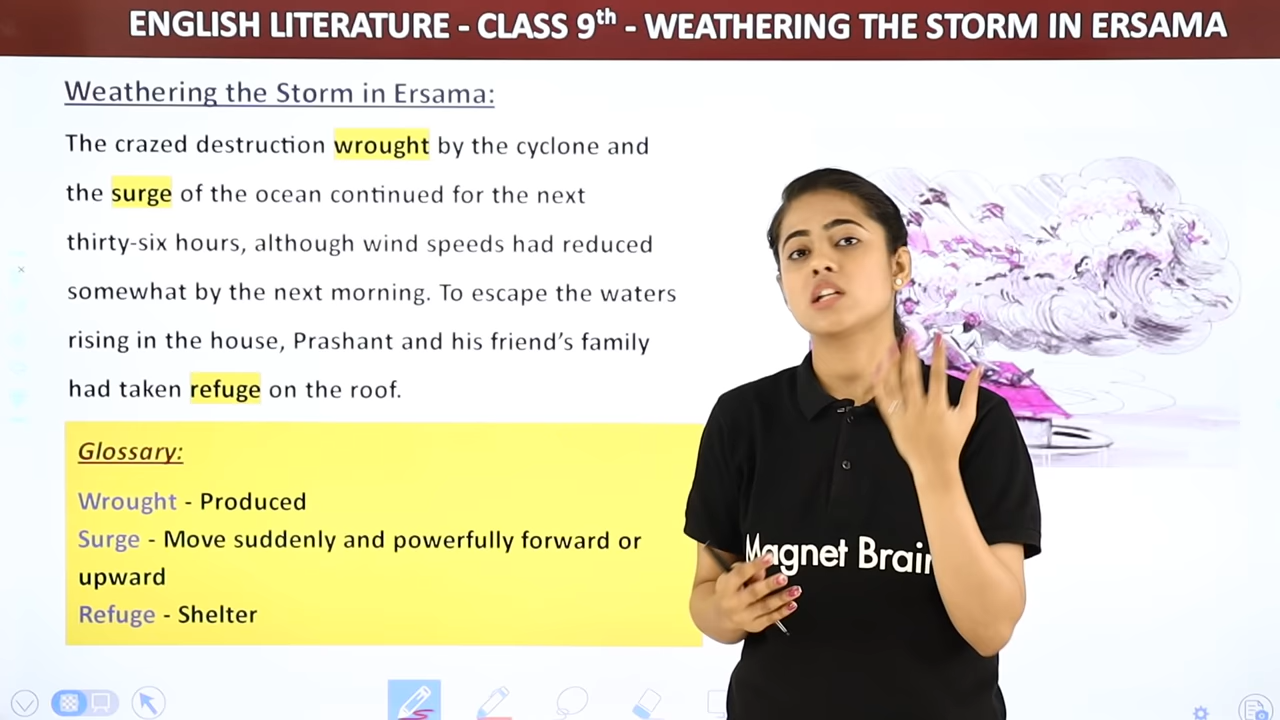 ENGLISH LITERATURE - CLASS 9th - WEATHERING THE STORM IN ERSAMA
Weathering the Storm in Ersama:
The crazed destruction wrought by the cyclone and
the surge of the ocean continued for the next
thirty-six hours, although wind speeds had reduced
somewhat by the next morning. To escape the waters
rising in the house, Prashant and his friend’s family
had taken refuge on the roof.
Glossary:
Wrought - Produced
Surge - Move suddenly and powerfully forward or
upward
Refuge - Shelter
Magnet Brain